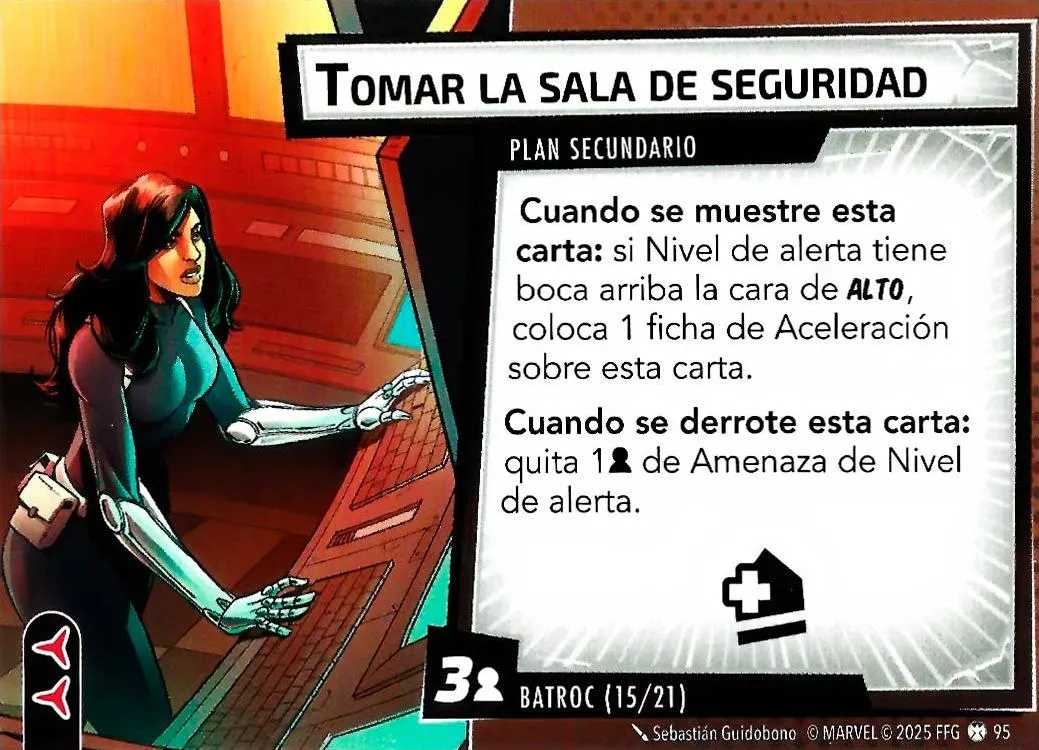 TOMAR LA SALA DE SEGURIDAD
PLAN SECUNDARIO
Cuando se muestre esta
carta: si Nivel de alerta tiene
boca arriba la cara de ALTO,
coloca 1 ficha de Aceleración
sobre esta carta.
Cuando se derrote esta carta:
quita 1 de Amenaza de Nivel
de alerta.
3
BATROC (15/21)
Sebastián Guidobono © MARVEL © 2025 FFG 95